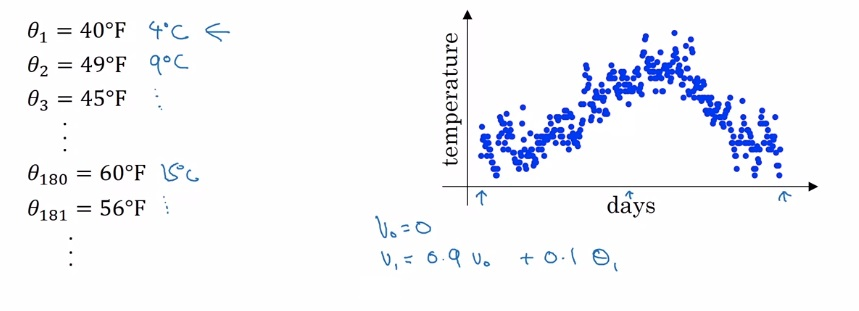 θ₁ = 40°F 4°C ←
θ₂ = 49°F 9°C
θ₃ = 45°F ⋮
⋮
θ₁₈₀ = 60°F 15°C
θ₁₈₁ = 56°F ⋮
⋮
temperature
days
V₀ = 0
V₁ = 0.9 V₀ + 0.1 θ₁